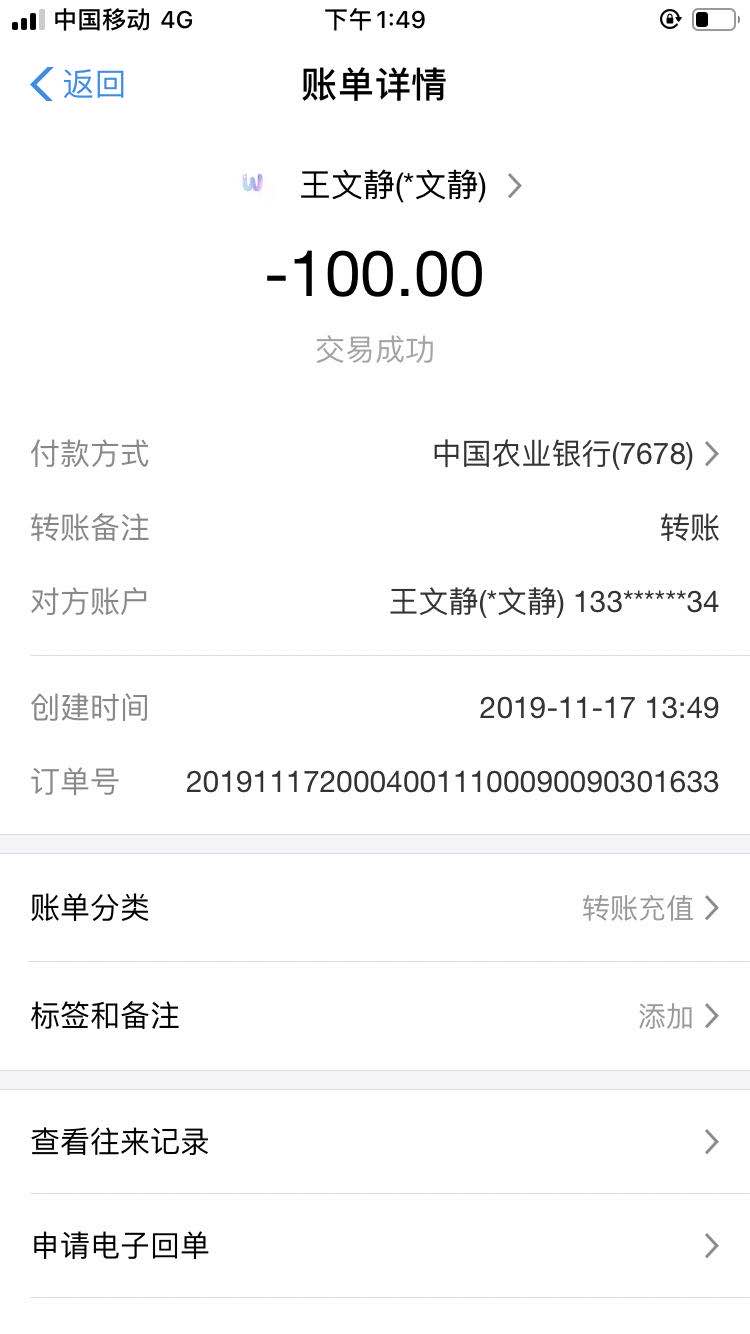 中国移动 4G 下午1:49
返回 账单详情
王文静(*文静)
-100.00
交易成功
付款方式 中国农业银行(7678)
转账备注 转账
对方账户 王文静(*文静) 133******34
创建时间 2019-11-17 13:49
订单号 20191117200040011100090090301633
账单分类 转账充值
标签和备注 添加
查看往来记录
申请电子回单